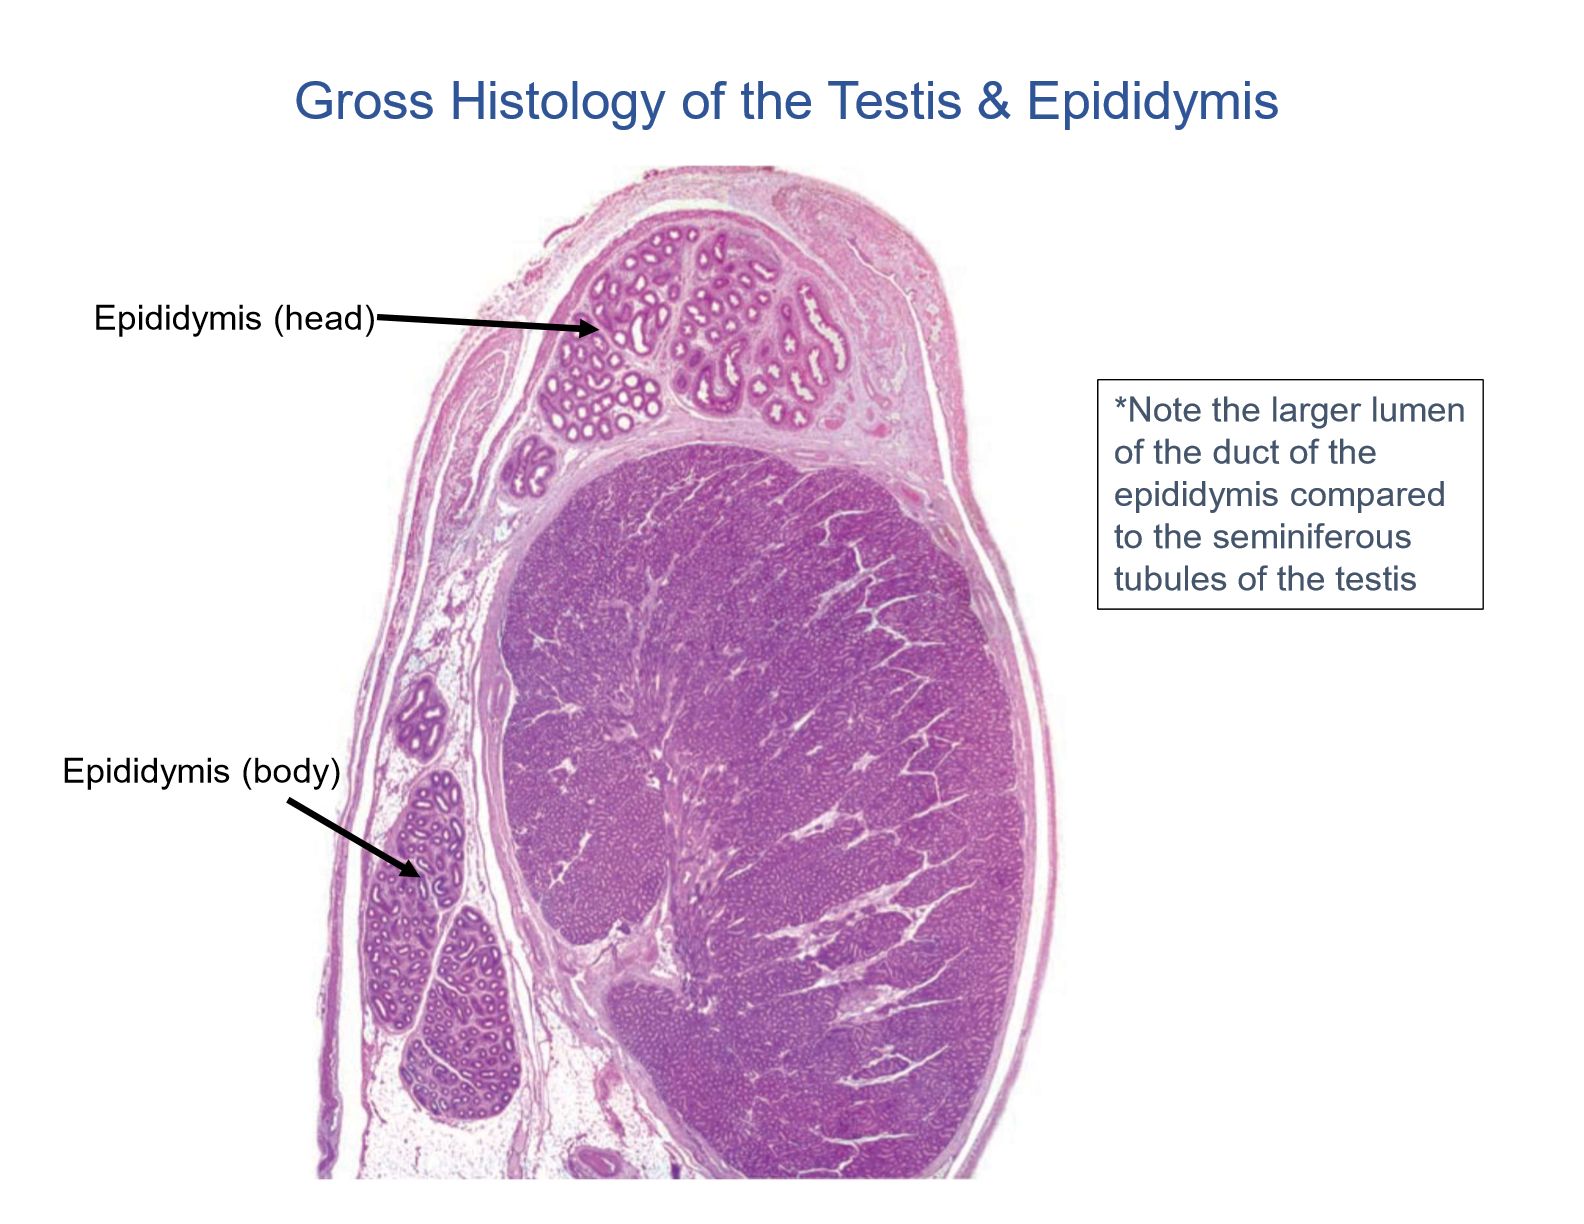 Gross Histology of the Testis & Epididymis
Epididymis (head)
*Note the larger lumen
of the duct of the
epididymis compared
to the seminiferous
tubules of the testis
Epididymis (body)